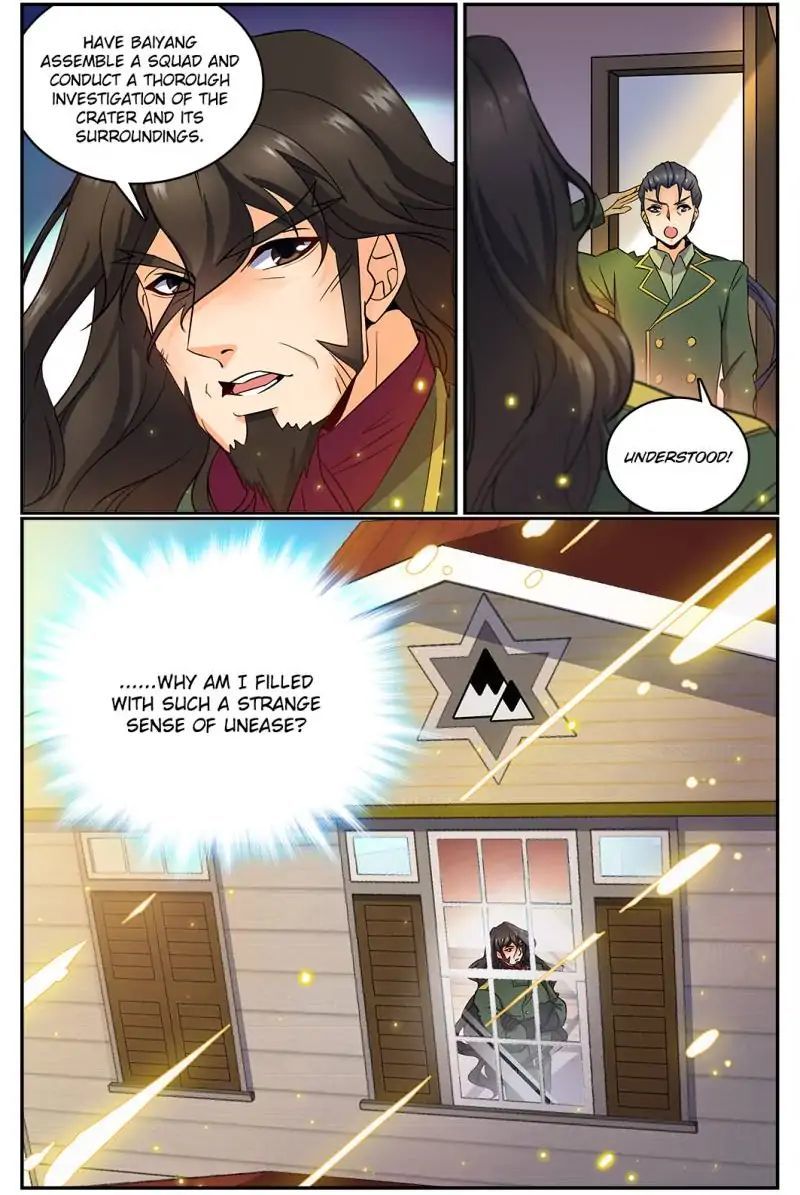 HAVE BAIYANG
ASSEMBLE A SQUAD AND
CONDUCT A THOROUGH
INVESTIGATION OF THE
CRATER AND ITS
SURROUNDINGS.
UNDERSTOOD!
......WHY AM I FILLED
WITH SUCH A STRANGE
SENSE OF UNEASE?